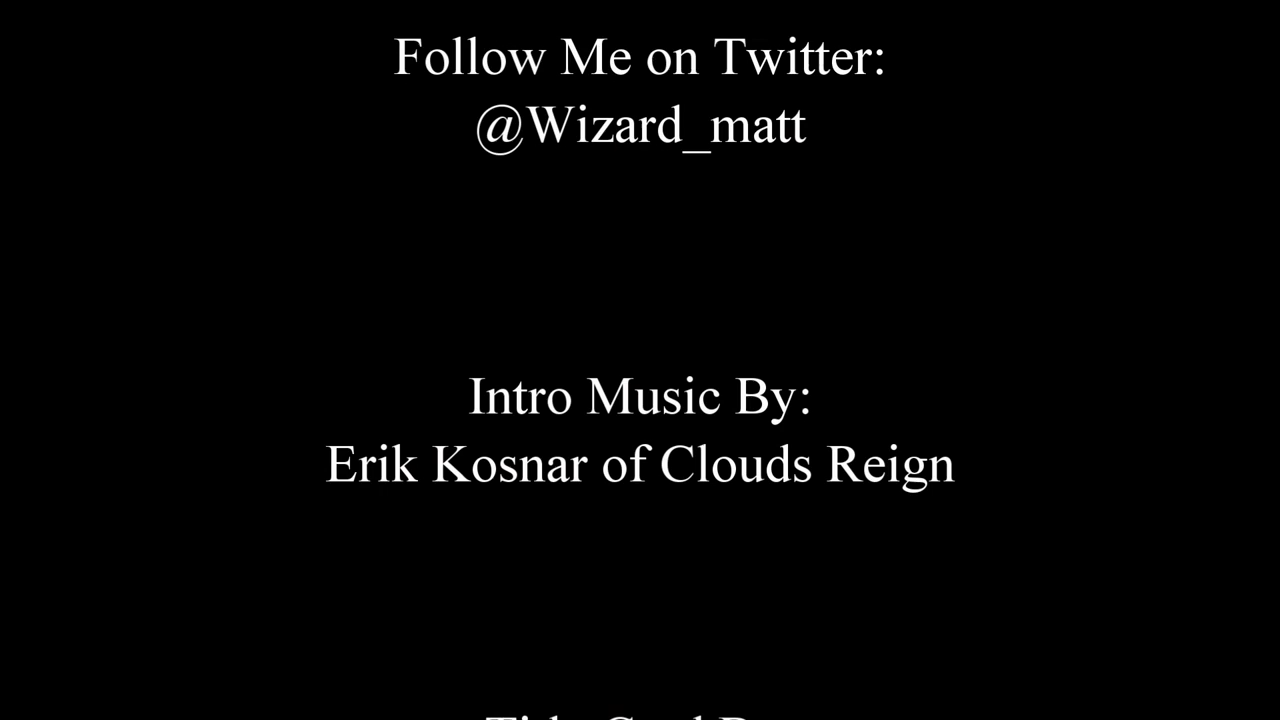 Follow Me on Twitter:
@Wizard_matt
Intro Music By:
Erik Kosnar of Clouds Reign